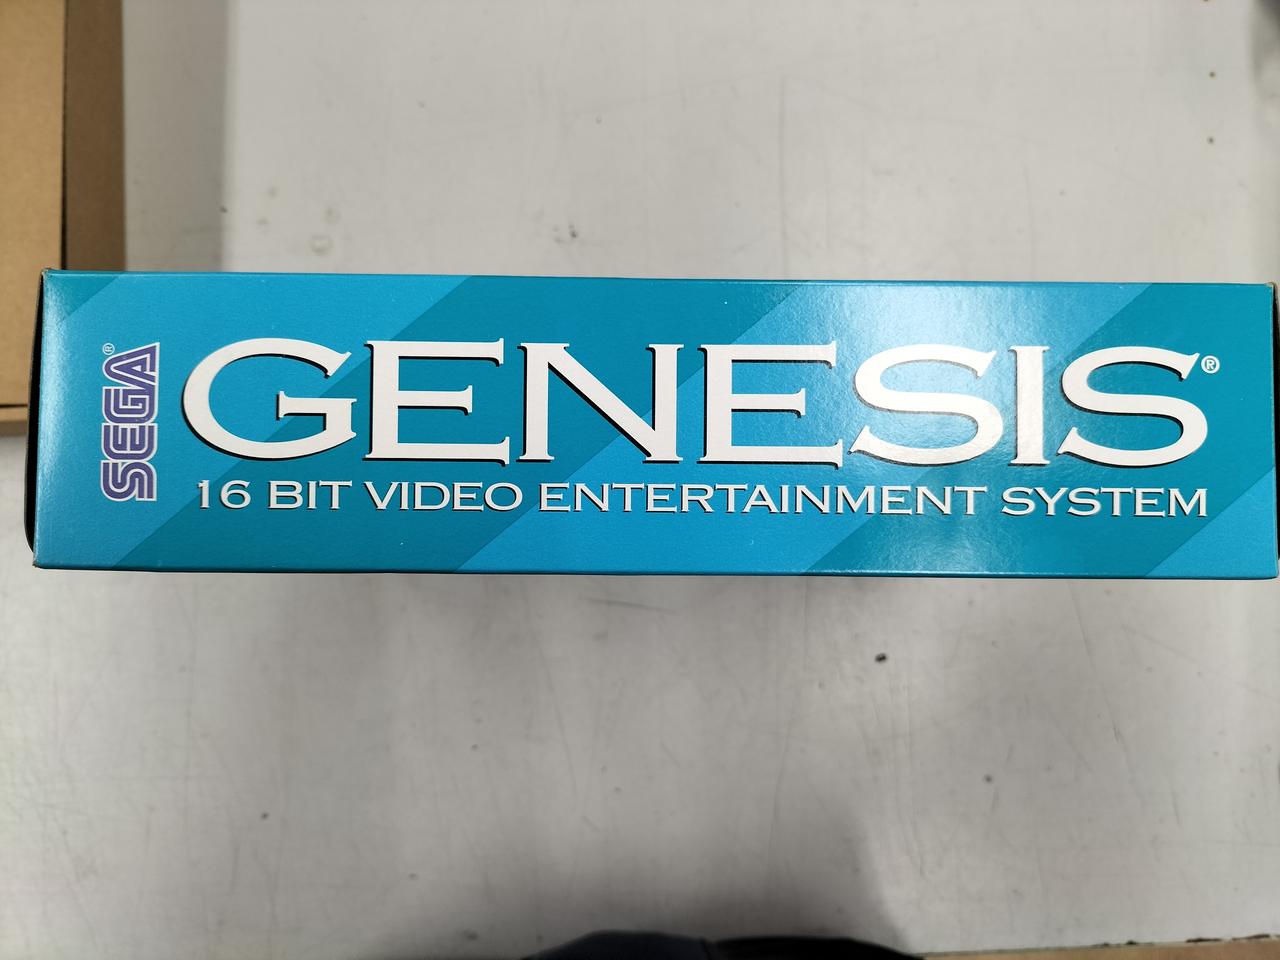 SEGA®
GENESIS®
16 BIT VIDEO ENTERTAINMENT SYSTEM